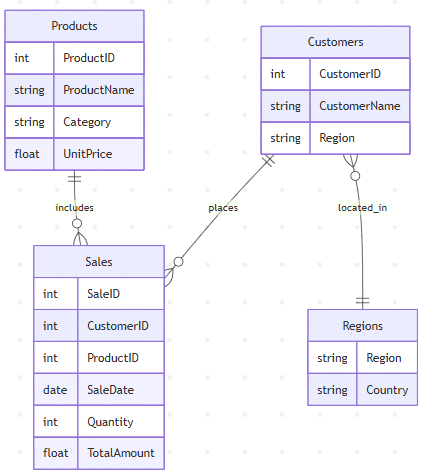 Products
int ProductID
string ProductName
string Category
float UnitPrice
Customers
int CustomerID
string CustomerName
string Region
includes
places
located_in
Sales
int SaleID
int CustomerID
int ProductID
date SaleDate
int Quantity
float TotalAmount
Regions
string Region
string Country